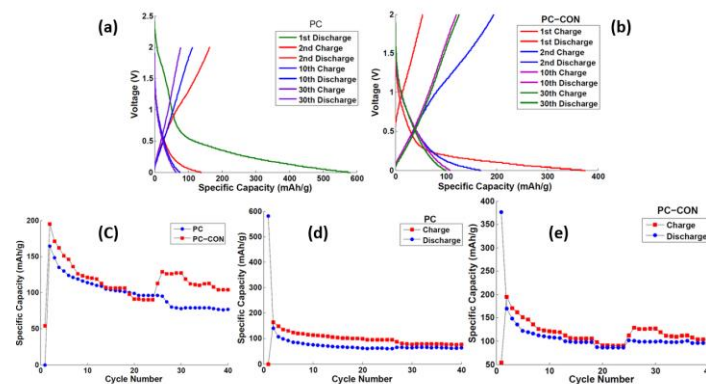 (a)
PC
1st Discharge
2nd Charge
2nd Discharge
10th Charge
10th Discharge
30th Charge
30th Discharge
Voltage (V)
2.5
2
1.5
1
0.5
0
0 100 200 300 400 500 600
Specific Capacity (mAh/g)
PC-CON
(b)
1st Charge
1st Discharge
2nd Charge
2nd Discharge
10th Charge
10th Discharge
30th Charge
30th Discharge
Voltage (V)
2
1.5
1
0.5
0
0 100 200 300 400
Specific Capacity (mAh/g)
(C)
PC
PC-CON
Specific Capacity (mAh/g)
200
150
100
50
0
0 10 20 30 40
Cycle Number
(d)
PC
Charge
Discharge
Specific Capacity (mAh/g)
600
500
400
300
200
100
0
0 10 20 30 40
Cycle Number
(e)
PC-CON
Charge
Discharge
Specific Capacity (mAh/g)
400
350
300
250
200
150
100
50
0 10 20 30 40
Cycle Number